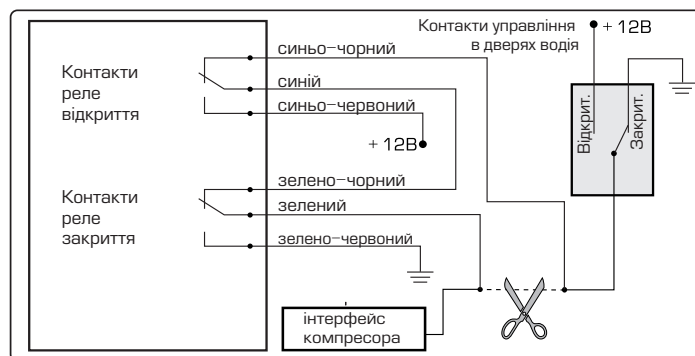 Контакти управління
в дверях водія
+ 12В
синьо-чорний
Контакти
реле
відкриття
синій
синьо-червоний
+ 12В
Відкрит.
Закрит.
зелено-чорний
Контакти
реле
закриття
зелений
зелено-червоний
інтерфейс
компресора